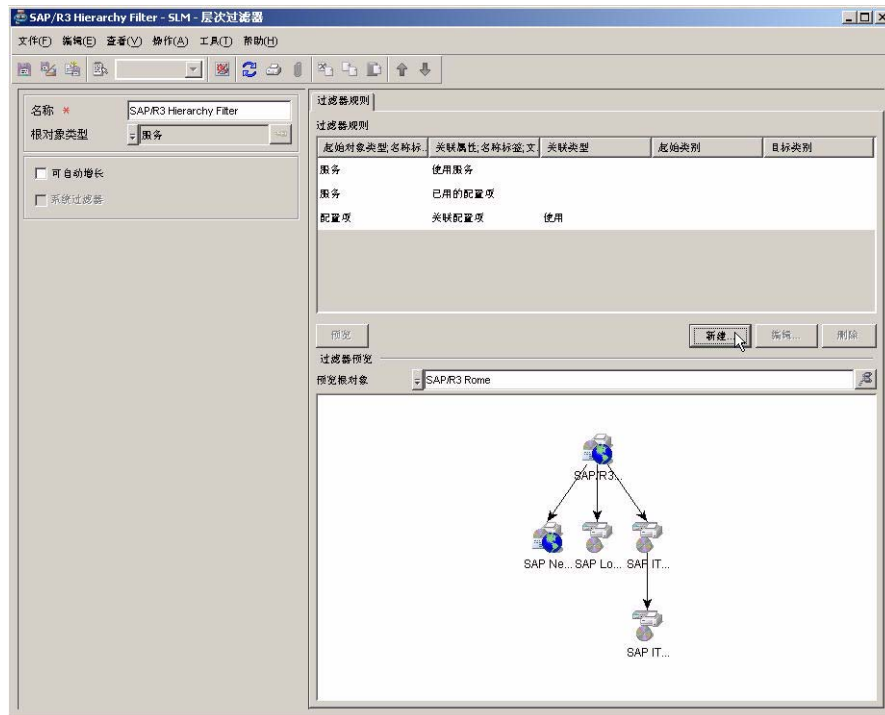 SAP/R3 Hierarchy Filter - SLM - 层次过滤器
文件(F) 编辑(E) 查看(V) 操作(A) 工具(T) 帮助(H)
名称 *
SAP/R3 Hierarchy Filter
根对象类型
服务
可自动增长
系统过滤器
过滤器规则
过滤器规则
起始对象类型;名称标.. 关联属性;名称标签;文. 关联类型 起始类别 目标类别
服务 使用服务
服务 已用的配置项
配置项 关联配置项 使用
预览 新建... 编辑... 删除
过滤器预览
预览根对象 SAP/R3 Rome
SAP/R3...
SAP Ne... SAP Lo... SAP IT...
SAP IT...